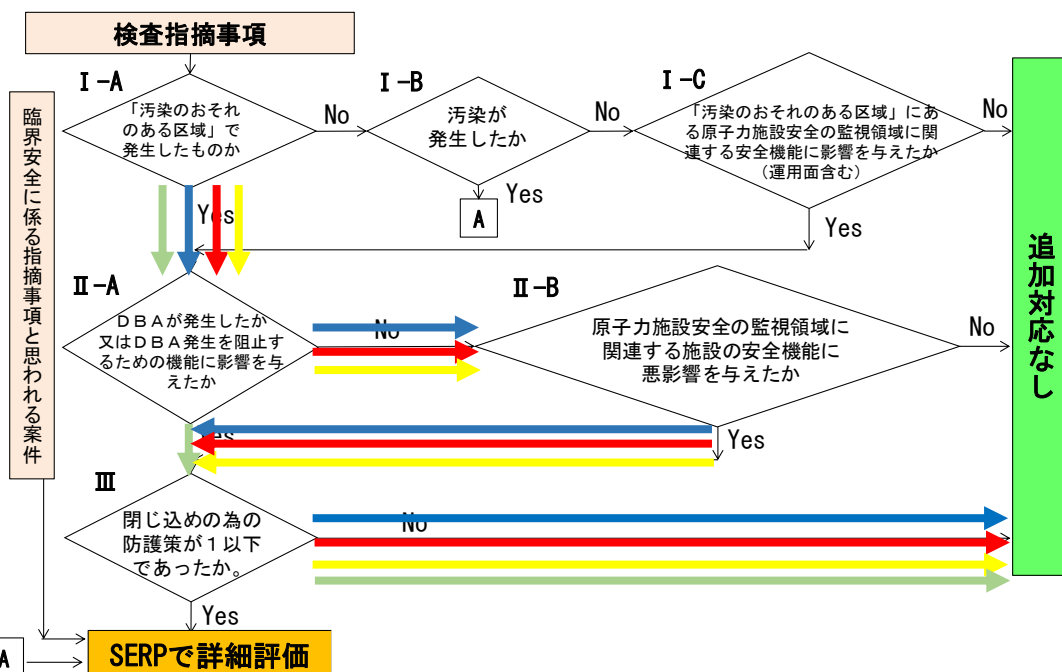 検査指摘事項
Ⅰ-A
Ⅰ-B
Ⅰ-C
「汚染のおそれ
のある区域」で
発生したものか
No
汚染が
発生したか
No
「汚染のおそれのある区域」にあ
る原子力施設安全の監視領域に関
連する安全機能に影響を与えたか
(運用面含む)
No
臨界安全に係る指摘事項と思われる案件
Yes
Yes
A
Yes
追加対応なし
Ⅱ-A
Ⅱ-B
ＤＢＡが発生したか
又はＤＢＡ発生を阻止す
るための機能に影響を与
えたか
No
原子力施設安全の監視領域に
関連する施設の安全機能に
悪影響を与えたか
No
Yes
Yes
Ⅲ
閉じ込めの為の
防護策が１以下
であったか。
No
Yes
A
SERPで詳細評価